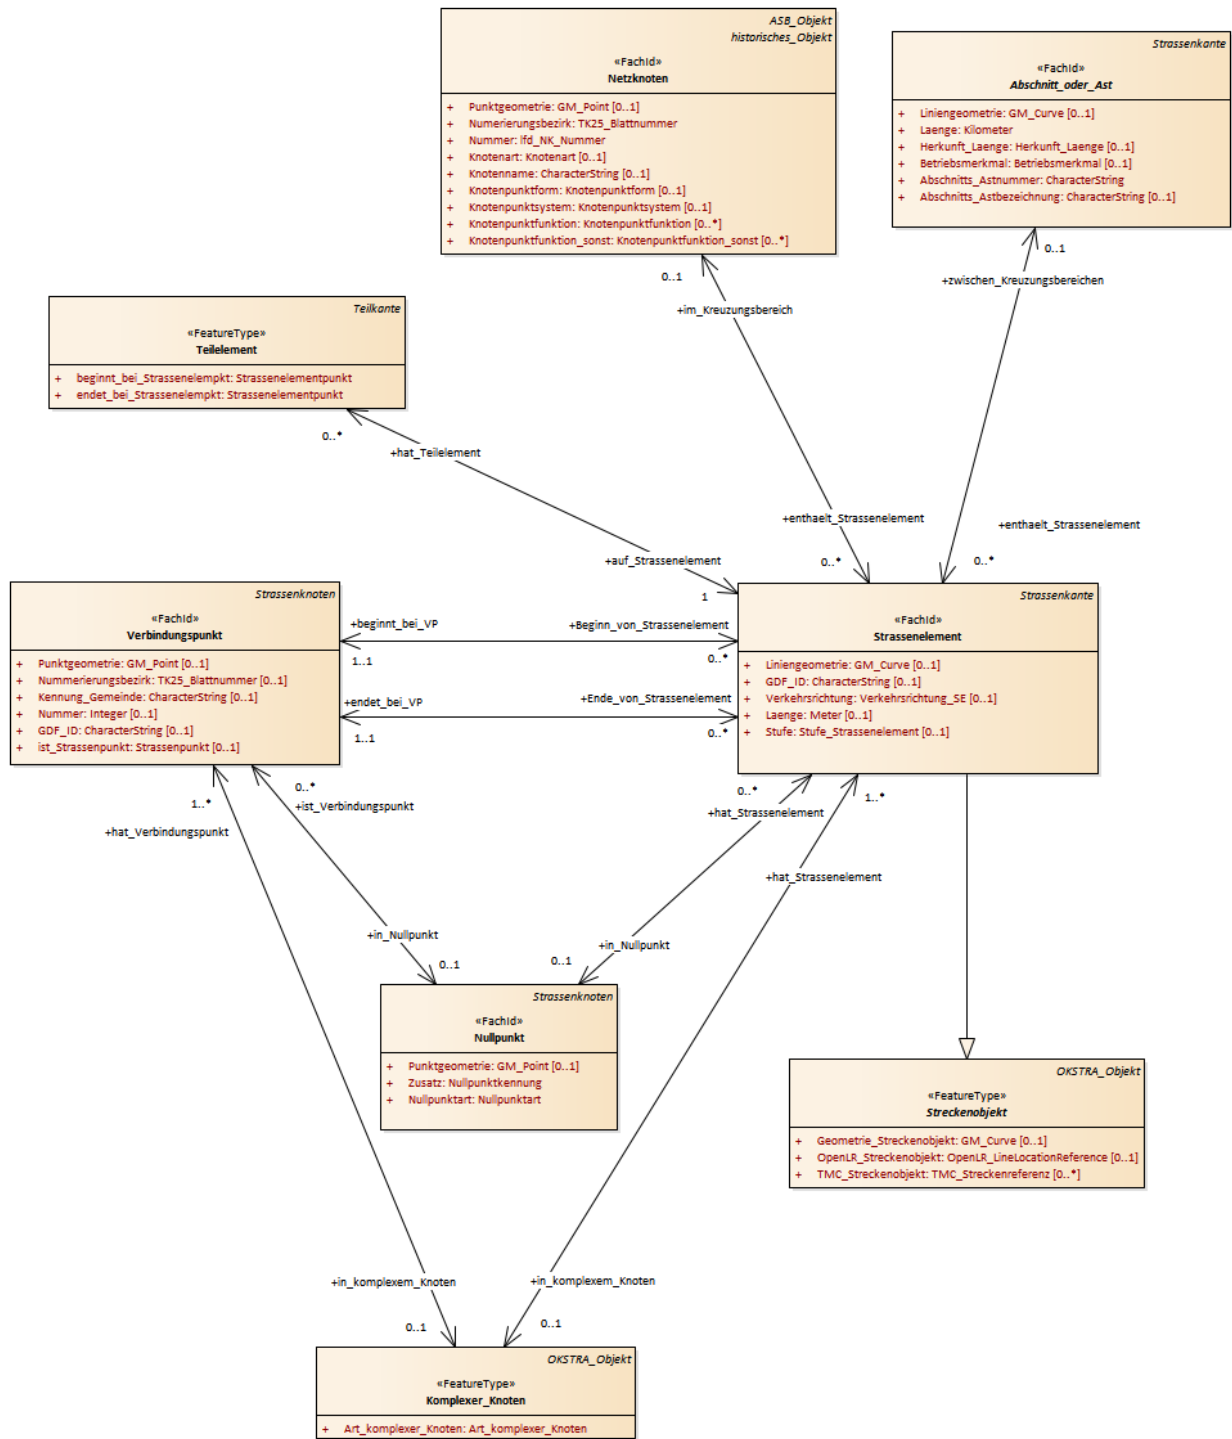 ASB_Objekt
historisches_Objekt
«FachId»
Netzknoten
+ Punktgeometrie: GM_Point [0..1]
+ Numerierungsbezirk: TK25_Blattnummer
+ Nummer: lfd_NK_Nummer
+ Knotenart: Knotenart [0..1]
+ Knotenname: CharacterString [0..1]
+ Knotenpunktform: Knotenpunktform [0..1]
+ Knotenpunktsystem: Knotenpunktsystem [0..1]
+ Knotenpunktfunktion: Knotenpunktfunktion [0..*]
+ Knotenpunktfunktion_sonst: Knotenpunktfunktion_sonst [0..*]
Strassenkante
«FachId»
Abschnitt_oder_Ast
+ Liniengeometrie: GM_Curve [0..1]
+ Laenge: Kilometer
+ Herkunft_Laenge: Herkunft_Laenge [0..1]
+ Betriebsmerkmal: Betriebsmerkmal [0..1]
+ Abschnitts_Astnummer: CharacterString
+ Abschnitts_Astbezeichnung: CharacterString [0..1]
0..1
+im_Kreuzungsbereich
0..1
+zwischen_Kreuzungsbereichen
Teilkante
«FeatureType»
Teilelement
+ beginnt_bei_Strassenelempkt: Strassenelementpunkt
+ endet_bei_Strassenelempkt: Strassenelementpunkt
0..*
+hat_Teilelement
+enthaelt_Strassenelement
0..*
+enthaelt_Strassenelement
0..*
+auf_Strassenelement
1
Strassenknoten
«FachId»
Verbindungspunkt
+ Punktgeometrie: GM_Point [0..1]
+ Nummerierungsbezirk: TK25_Blattnummer [0..1]
+ Kennung_Gemeinde: CharacterString [0..1]
+ Nummer: Integer [0..1]
+ GDF_ID: CharacterString [0..1]
+ ist_Strassenpunkt: Strassenpunkt [0..1]
+beginnt_bei_VP
1..1
+Beginn_von_Strassenelement
0..*
+endet_bei_VP
1..1
+Ende_von_Strassenelement
0..*
Strassenkante
«FachId»
Strassenelement
+ Liniengeometrie: GM_Curve [0..1]
+ GDF_ID: CharacterString [0..1]
+ Verkehrsrichtung: Verkehrsrichtung_SE [0..1]
+ Laenge: Meter [0..1]
+ Stufe: Stufe_Strassenelement [0..1]
1..*
+hat_Verbindungspunkt
0..*
+ist_Verbindungspunkt
0..*
+hat_Strassenelement
1..*
+hat_Strassenelement
+in_Nullpunkt
0..1
+in_Nullpunkt
0..1
Strassenknoten
«FachId»
Nullpunkt
+ Punktgeometrie: GM_Point [0..1]
+ Zusatz: Nullpunktkennung
+ Nullpunktart: Nullpunktart
OKSTRA_Objekt
«FeatureType»
Streckenobjekt
+ Geometrie_Streckenobjekt: GM_Curve [0..1]
+ OpenLR_Streckenobjekt: OpenLR_LineLocationReference [0..1]
+ TMC_Streckenobjekt: TMC_Streckenreferenz [0..*]
+in_komplexem_Knoten
0..1
+in_komplexem_Knoten
0..1
OKSTRA_Objekt
«FeatureType»
Komplexer_Knoten
+ Art_komplexer_Knoten: Art_komplexer_Knoten